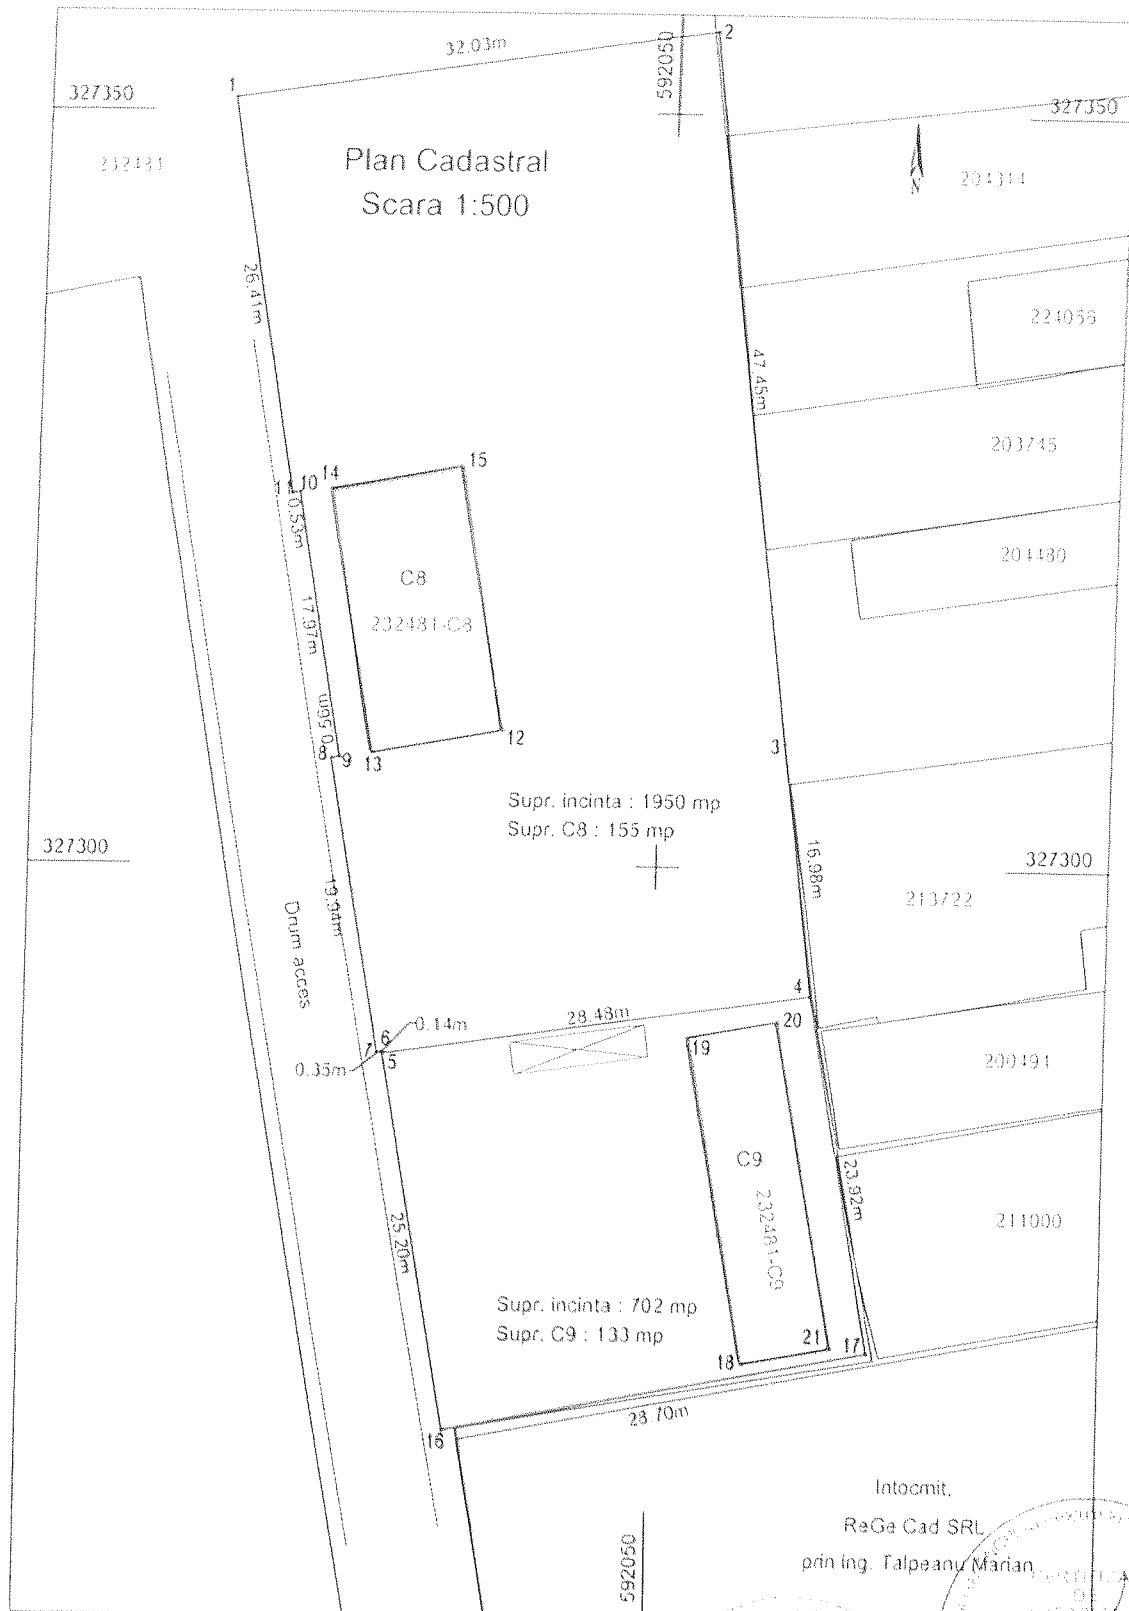 32.03m
2
592050
1
327350
327350
232481
Plan Cadastral
Scara 1:500
N
204314
26.41m
224056
47.45m
203745
15
14
11
10
0.53m
204480
C8
232481-C8
17.97m
0.56m
8
9
13
12
3
Supr. incinta : 1950 mp
Supr. C8 : 155 mp
327300
327300
16.98m
19.94m
213722
Drum acces
4
28.48m
20
0.14m
6
7
5
19
0.35m
200491
C9
23.92m
232481-C9
25.20m
211000
Supr. incinta : 702 mp
Supr. C9 : 133 mp
21
17
18
28.70m
16
Intocmit,
ReGe Cad SRL
prin ing. Talpeanu Marian
592050